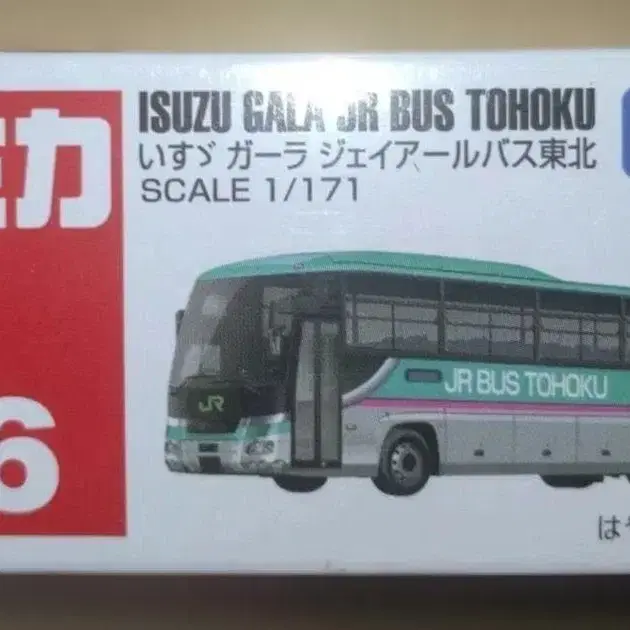 ISUZU GALA JR BUS TOHOKU
いすゞ ガーラ ジェイアールバス東北
SCALE 1/171
カ
6
JR
JR BUS TOHOKU
は